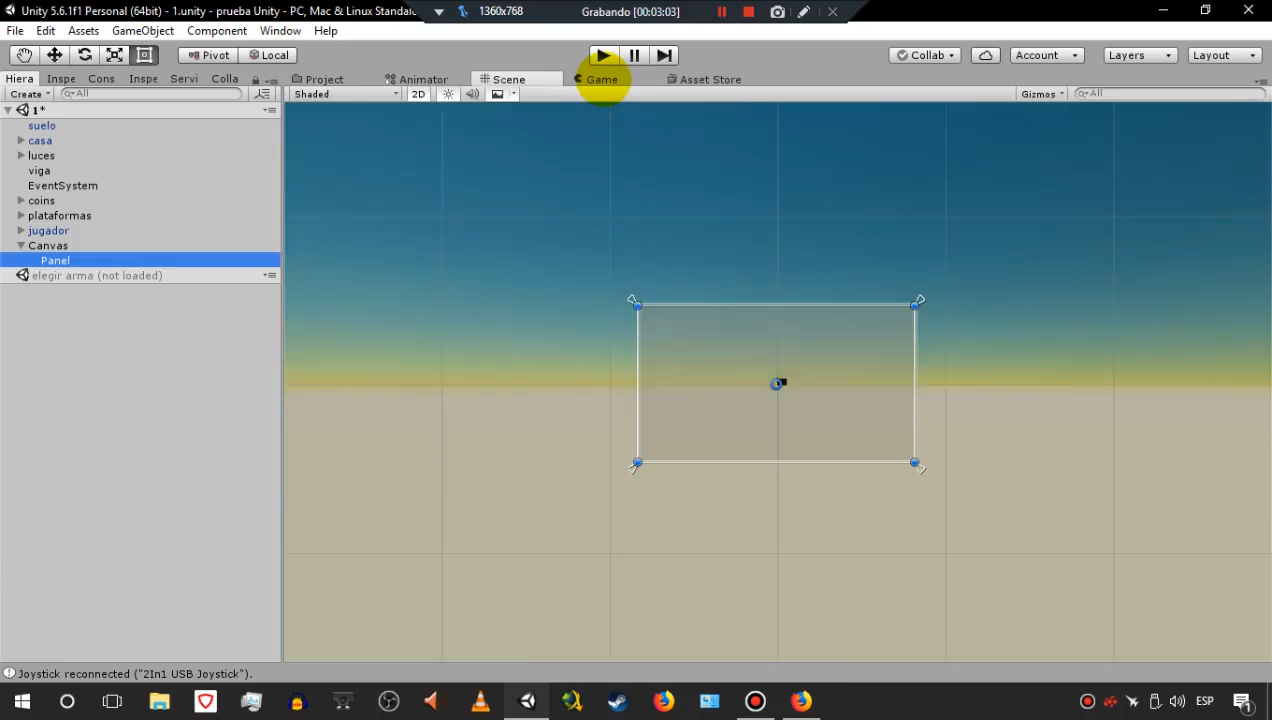 Unity 5.6.1f1 Personal (64bit) - 1.unity - prueba Unity - PC, Mac & Linux Standalo
1360x768
Grabando [00:03:03]
File Edit Assets GameObject Component Window Help
Pivot Local Collab Account Layers Layout
Hiera Inspe Cons Inspe Servi Colla Project Animator Scene Game Asset Store
Create All Shaded 2D Gizmos All
1*
suelo
casa
luces
viga
EventSystem
coins
plataformas
jugador
Canvas
Panel
elegir arma (not loaded)
Joystick reconnected ("2In1 USB Joystick").
ESP
1